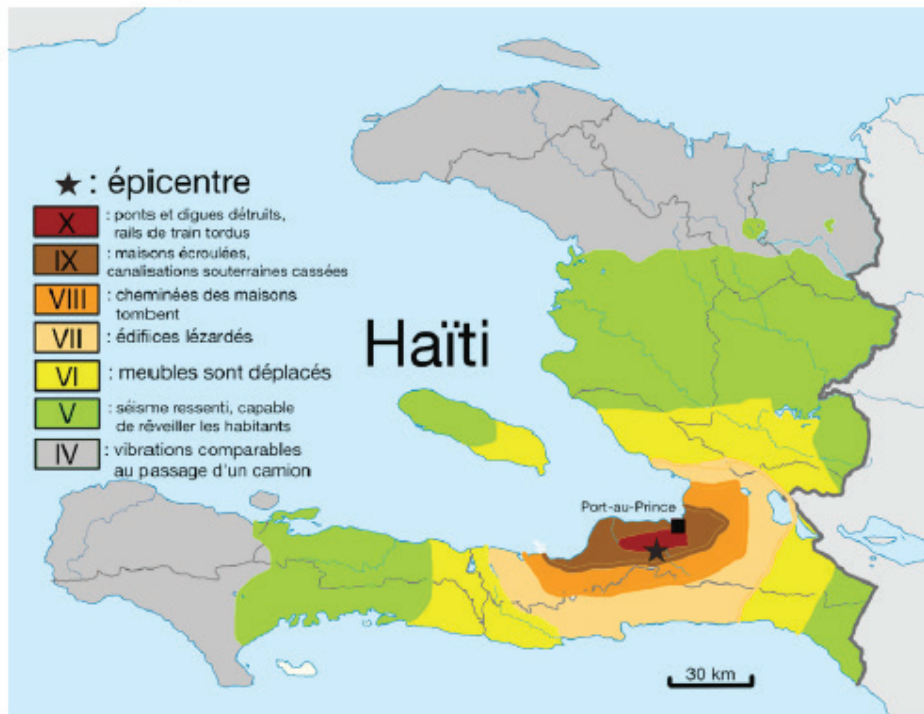 ★ : épicentre
X : ponts et digues détruits,
rails de train tordus
IX : maisons écroulées,
canalisations souterraines cassées
VIII : cheminées des maisons
tombent
VII : édifices lézardés
VI : meubles sont déplacés
V : séisme ressenti, capable
de réveiller les habitants
IV : vibrations comparables
au passage d'un camion
Haïti
Port-au-Prince
30 km